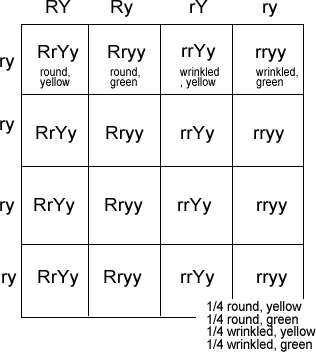 RY Ry rY ry
ry RrYy Rryy rrYy rryy
round, round, wrinkled wrinkled,
yellow green , yellow green
ry RrYy Rryy rrYy rryy
ry RrYy Rryy rrYy rryy
ry RrYy Rryy rrYy rryy
1/4 round, yellow
1/4 round, green
1/4 wrinkled, yellow
1/4 wrinkled, green